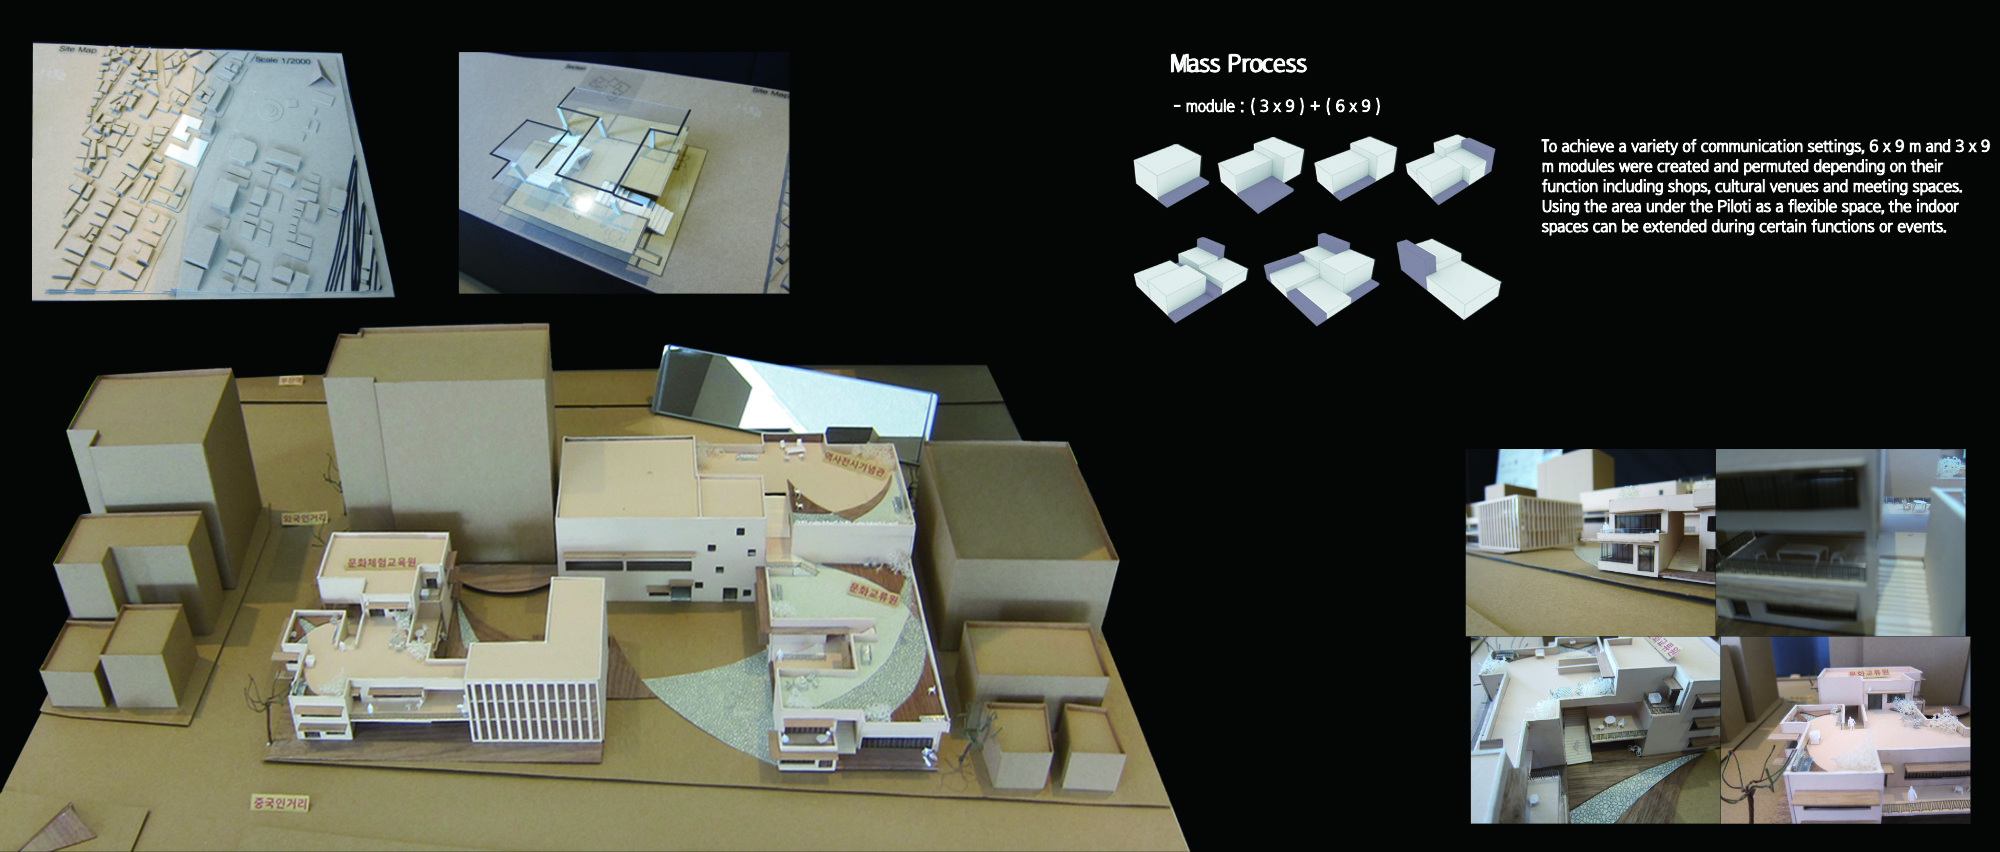 Site Map
Scale 1/2000
Section
Site Map
Mass Process
- module : ( 3 x 9 ) + ( 6 x 9 )
To achieve a variety of communication settings, 6 x 9 m and 3 x 9
m modules were created and permuted depending on their
function including shops, cultural venues and meeting spaces.
Using the area under the Piloti as a flexible space, the indoor
spaces can be extended during certain functions or events.
부산역
역사전시기념관
외국인거리
문화체험교육원
문화교류원
중국인거리
문화교류원